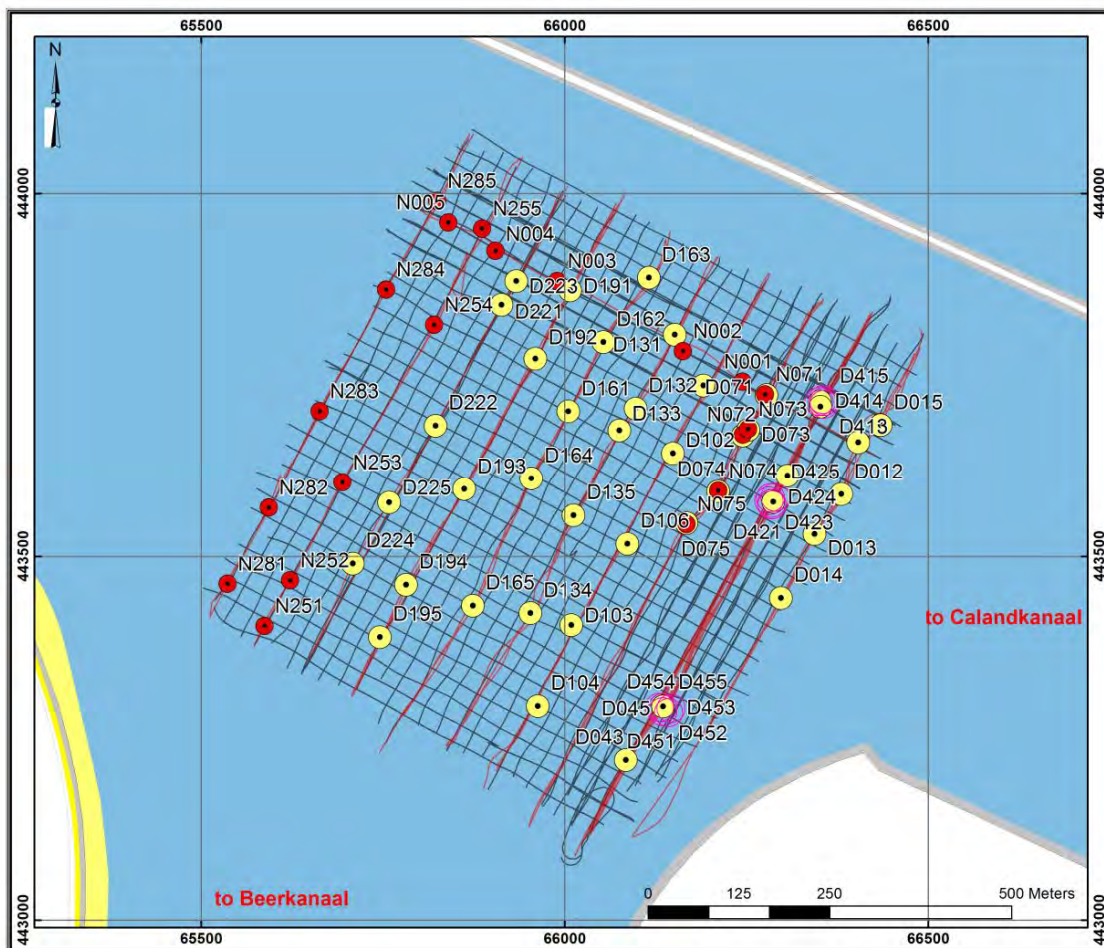 65500 66000 66500
N
444000 444000
N285
N005 N255
N004
N003 D163
N284 D223 D191
N254 D221 D162
D192 D131 N002
N001
D161 D132 D071 N071 D415
N283 D133 N072 N073 D414 D015
D222 D102 D073 D413
D164 D074 N074 D425 D012
N253 D193
D225 N075 D424
N282 D135 D106 D421 D423
443500 D075 D013 443500
D224
N281 N252 D194 D014
D165 D134
N251 D195 D103 to Calandkanaal
D104 D454 D455
D045 D453
D043 D451 D452
to Beerkanaal
0 125 250 500 Meters
443000 443000
65500 66000 66500